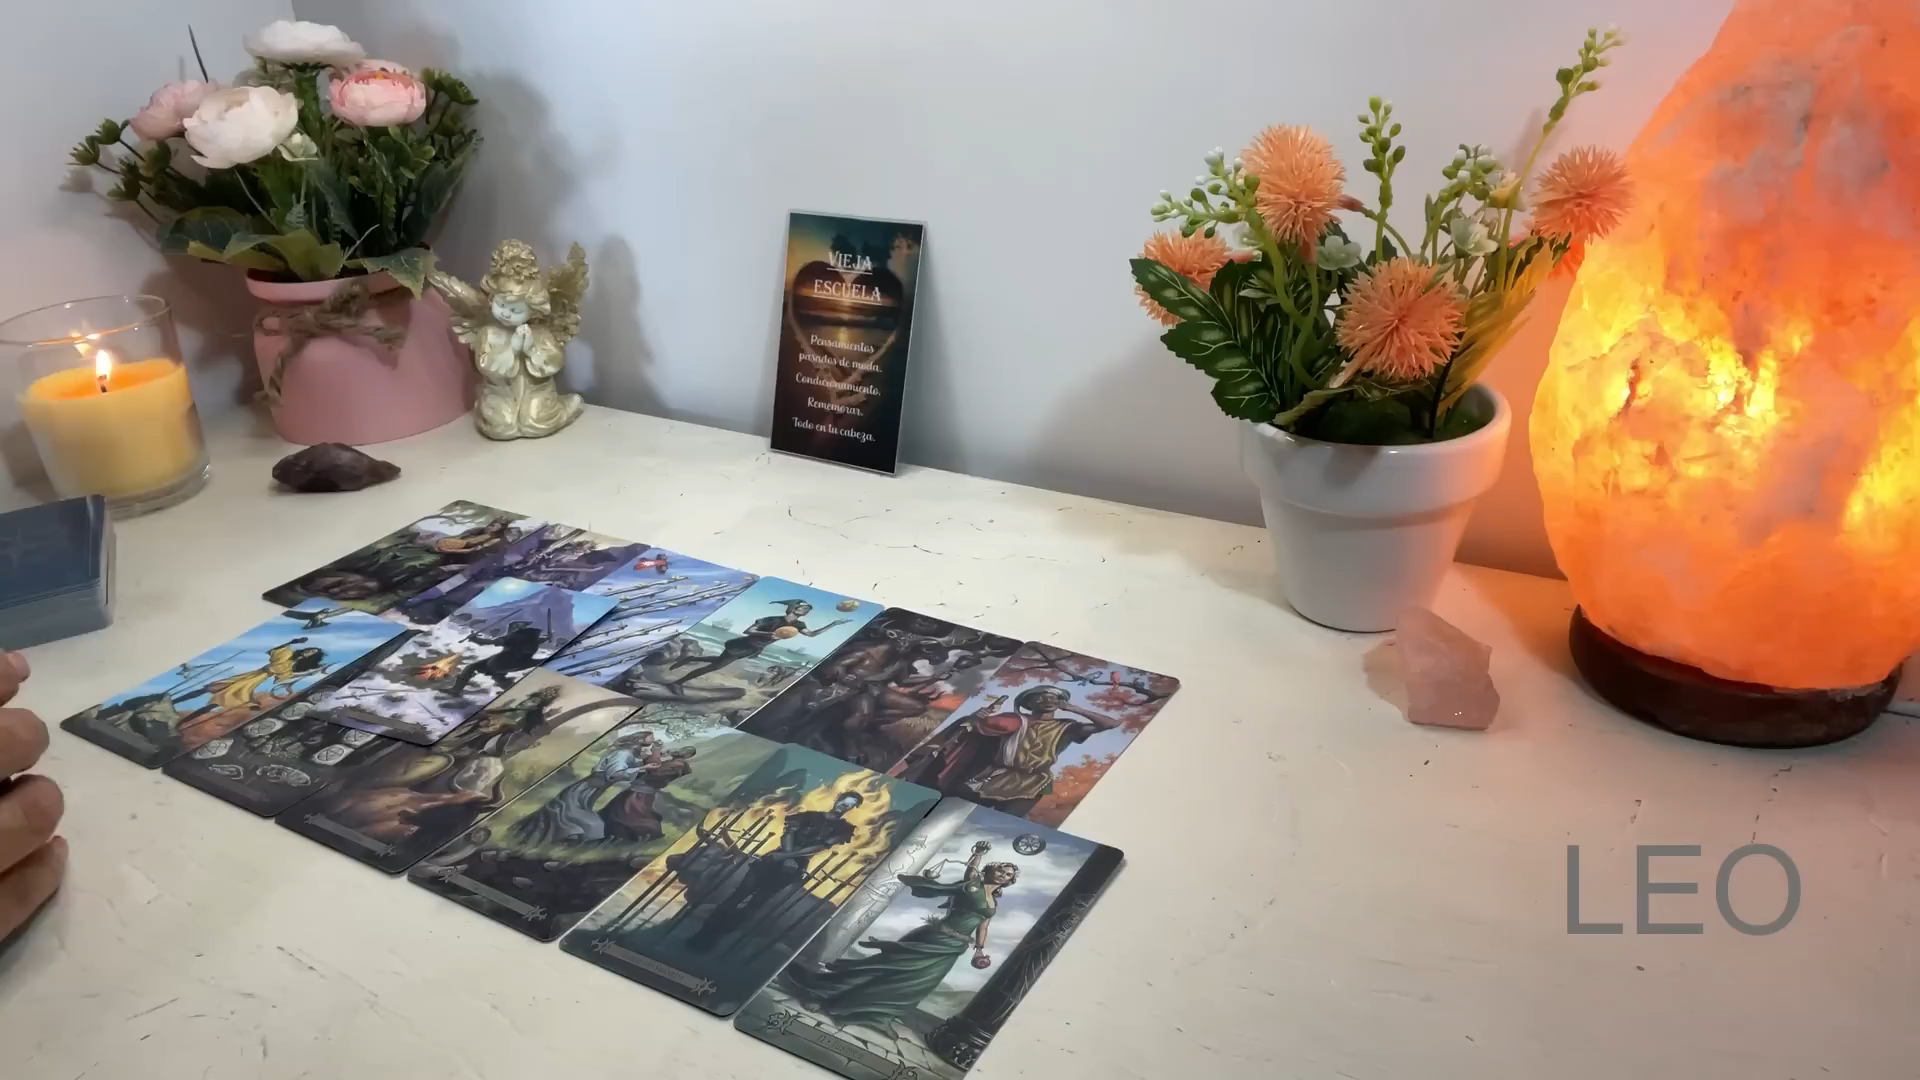 VIEJA
ESCUELA
Pensamientos
pasados de moda.
Condicionamiento.
Rememorar.
Todo en tu cabeza.
LEO